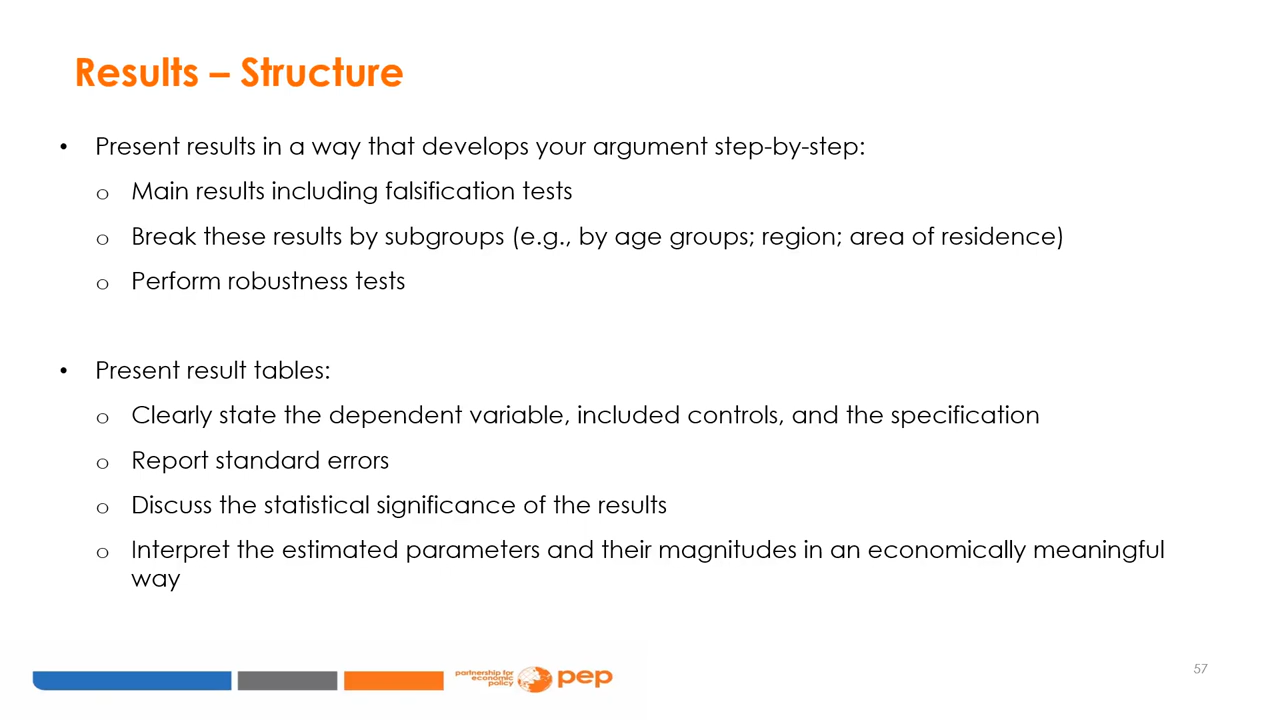 Results – Structure
• Present results in a way that develops your argument step-by-step:
o Main results including falsification tests
o Break these results by subgroups (e.g., by age groups; region; area of residence)
o Perform robustness tests
• Present result tables:
o Clearly state the dependent variable, included controls, and the specification
o Report standard errors
o Discuss the statistical significance of the results
o Interpret the estimated parameters and their magnitudes in an economically meaningful
way
partnership for
economic
policy
pep
57